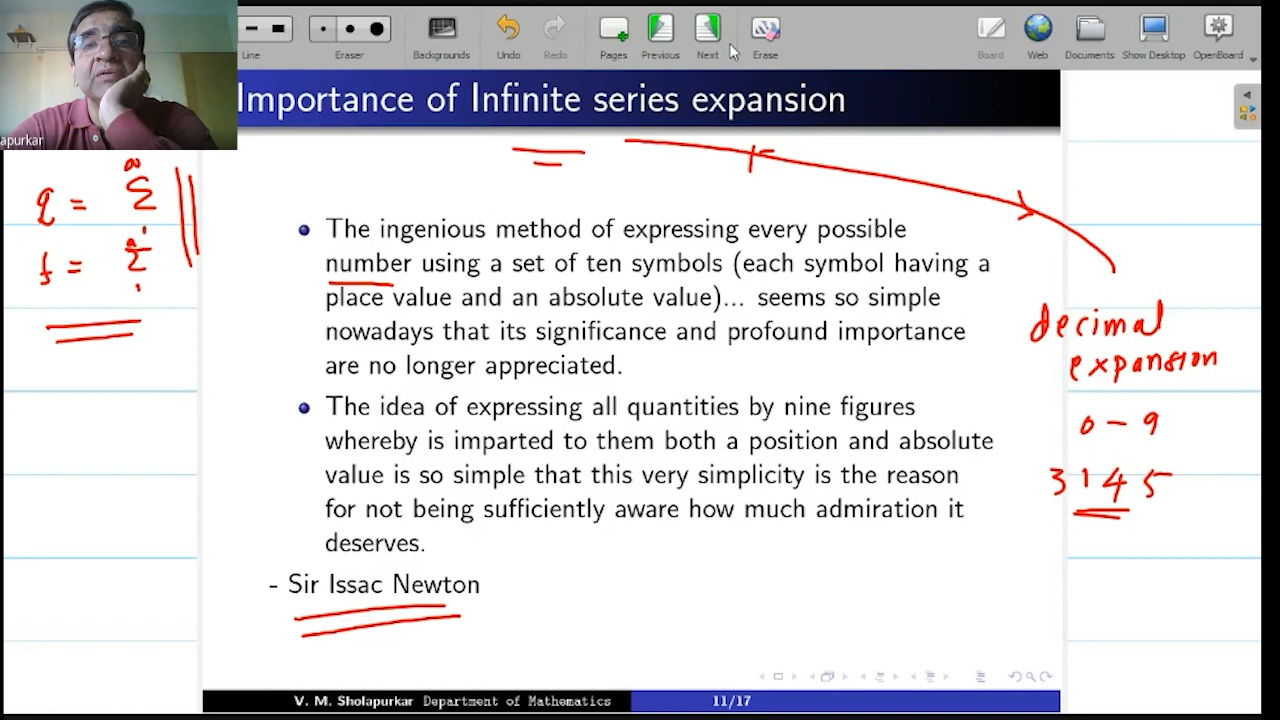 Line
Eraser
Backgrounds
Undo
Redo
Pages
Previous
Next
Erase
Board
Web
Documents
Show Desktop
OpenBoard
apurkar
Importance of Infinite series expansion
The ingenious method of expressing every possible
number using a set of ten symbols (each symbol having a
place value and an absolute value)... seems so simple
nowadays that its significance and profound importance
are no longer appreciated.
The idea of expressing all quantities by nine figures
whereby is imparted to them both a position and absolute
value is so simple that this very simplicity is the reason
for not being sufficiently aware how much admiration it
deserves.
- Sir Issac Newton
decimal
expansion
0 - 9
3 1 4 5
V. M. Sholapurkar Department of Mathematics
11/17